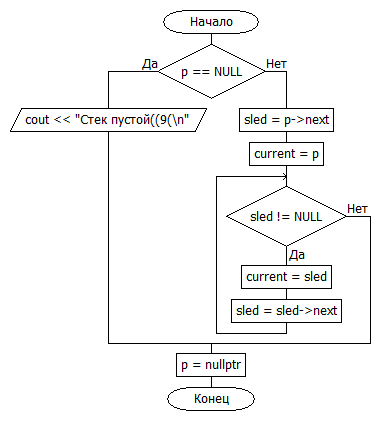 Начало
p == NULL
Да
Нет
cout << "Стек пустой((9(\n"
sled = p->next
current = p
sled != NULL
Нет
Да
current = sled
sled = sled->next
p = nullptr
Конец